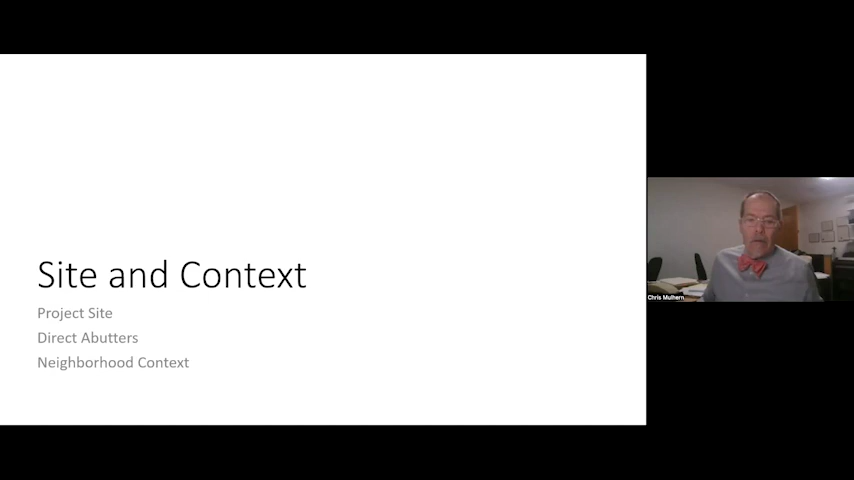 Site and Context
Project Site
Direct Abutters
Neighborhood Context
Chris Mulhern